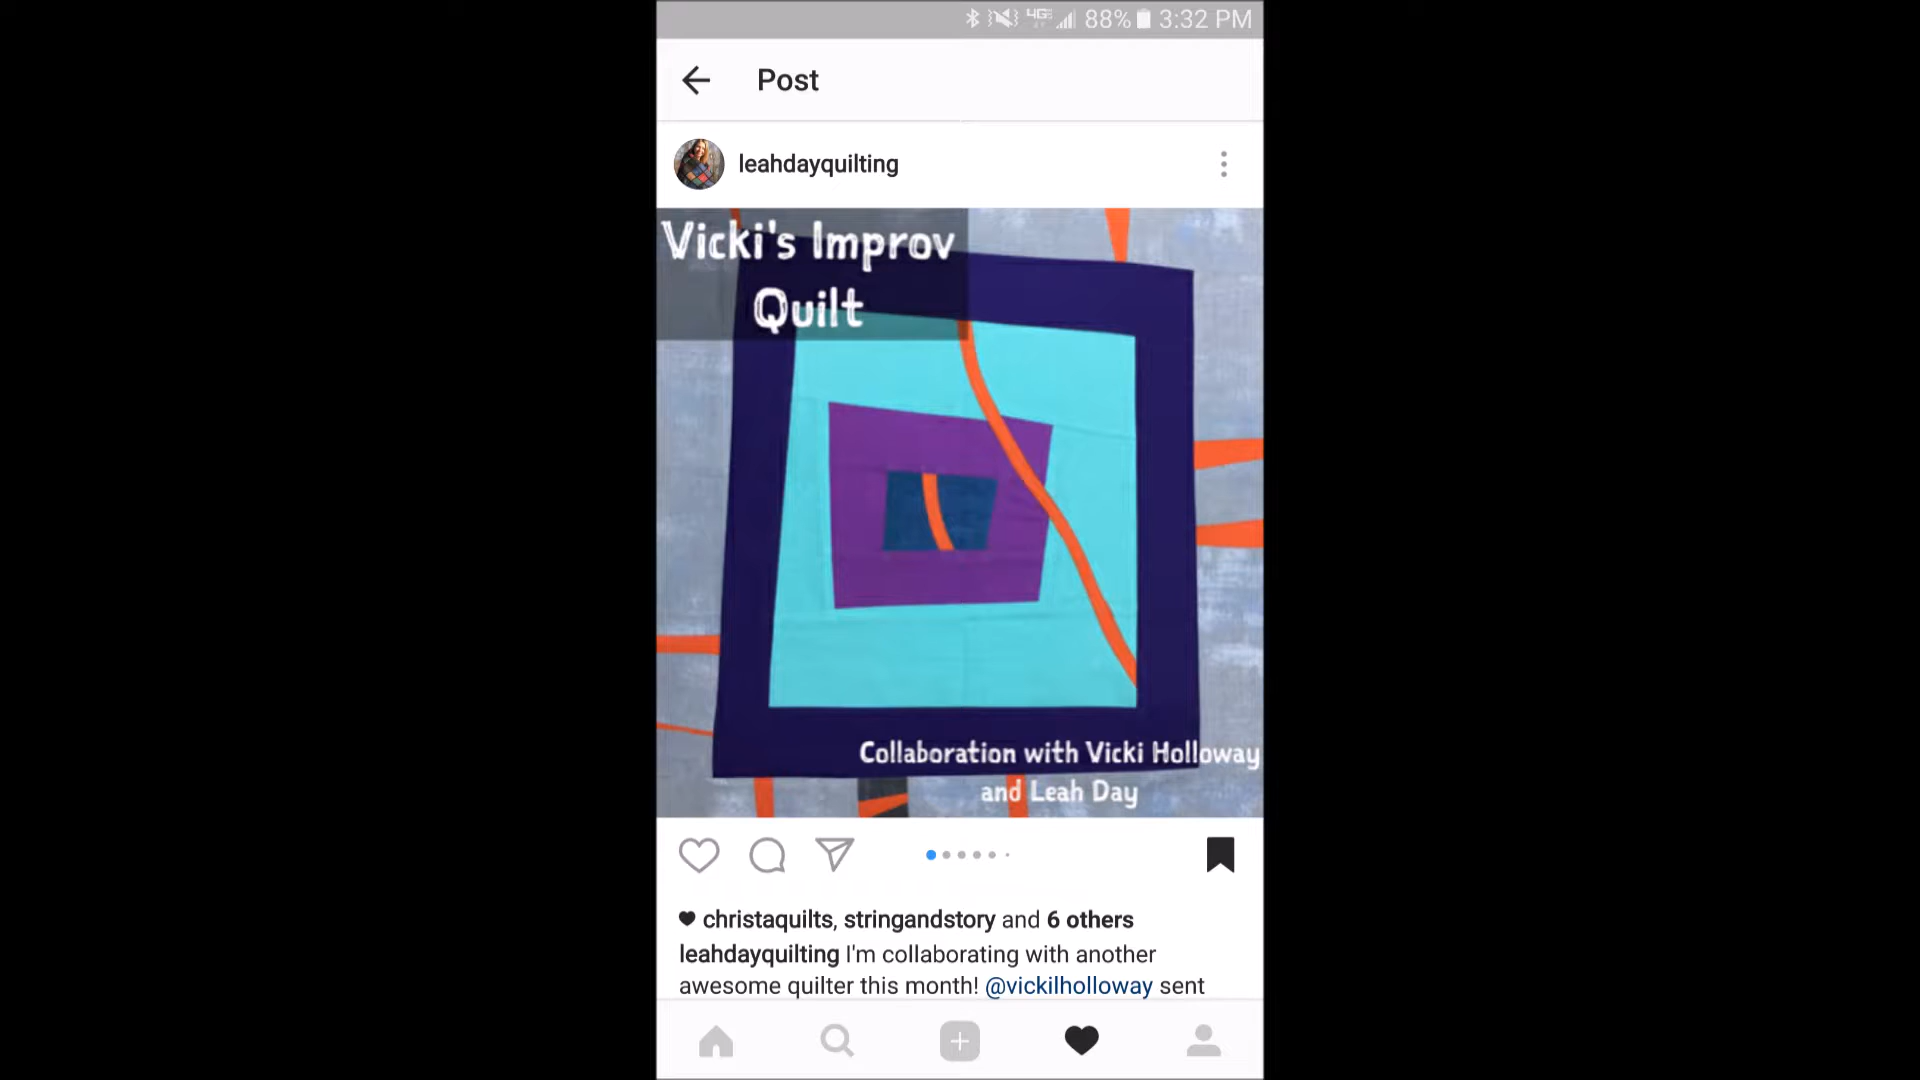 4G 88% 3:32 PM
Post
leahdayquilting
Vicki's Improv
Quilt
Collaboration with Vicki Holloway
and Leah Day
christaquilts, stringandstory and 6 others
leahdayquilting I'm collaborating with another
awesome quilter this month! @vickilholloway sent